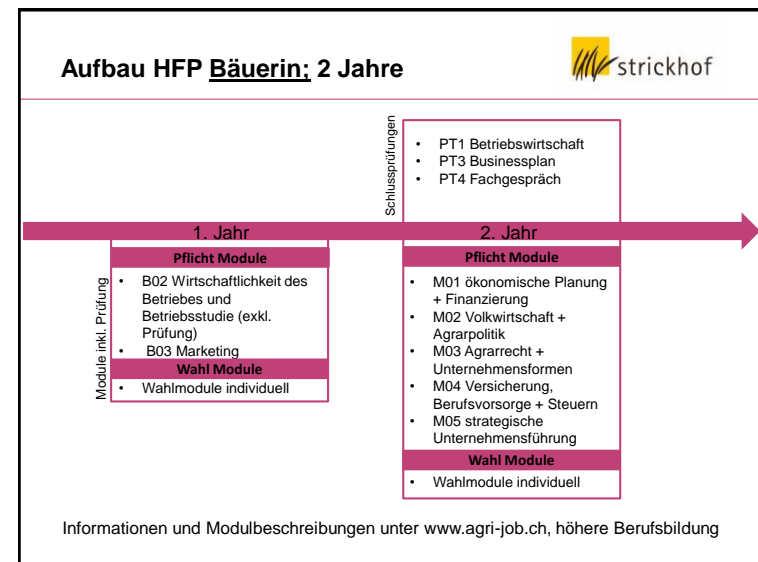 Aufbau HFP Bäuerin; 2 Jahre
strickhof
Schlussprüfungen
• PT1 Betriebswirtschaft
• PT3 Businessplan
• PT4 Fachgespräch
1. Jahr
2. Jahr
Module inkl. Prüfung
Pflicht Module
• B02 Wirtschaftlichkeit des
Betriebes und
Betriebsstudie (exkl.
Prüfung)
• B03 Marketing
Wahl Module
• Wahlmodule individuell
Pflicht Module
• M01 ökonomische Planung
+ Finanzierung
• M02 Volkwirtschaft +
Agrarpolitik
• M03 Agrarrecht +
Unternehmensformen
• M04 Versicherung,
Berufsvorsorge + Steuern
• M05 strategische
Unternehmensführung
Wahl Module
• Wahlmodule individuell
Informationen und Modulbeschreibungen unter www.agri-job.ch, höhere Berufsbildung